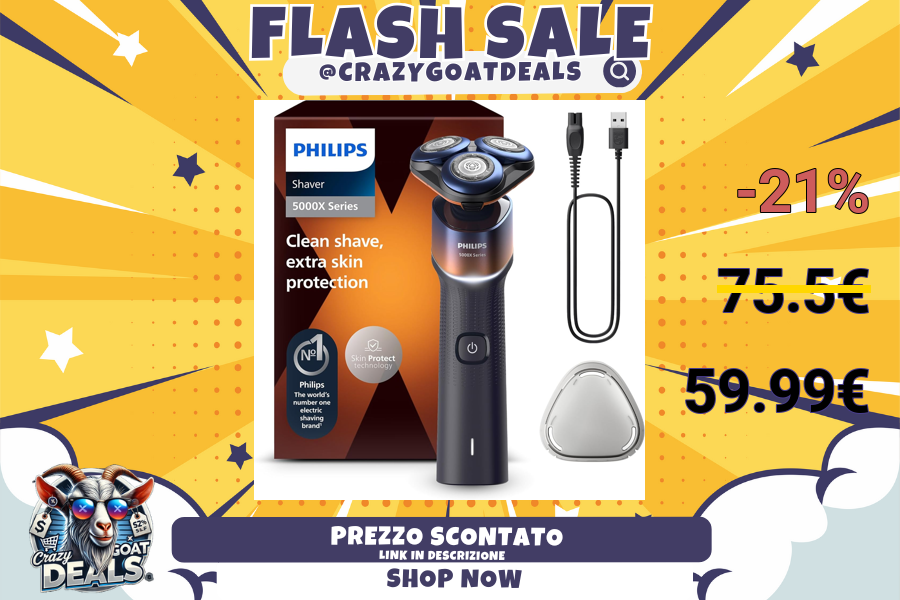 FLASH SALE
@CRAZYGOATDEALS
PHILIPS
Shaver
5000X Series
Clean shave,
extra skin
protection
Nº1
Philips
The world's
number one
electric
shaving
brand¹
Skin Protect
technology
PHILIPS
5000X Series
-21%
75.5€
59.99€
$
52%
Crazy
GOAT
DEALS
PREZZO SCONTATO
LINK IN DESCRIZIONE
SHOP NOW